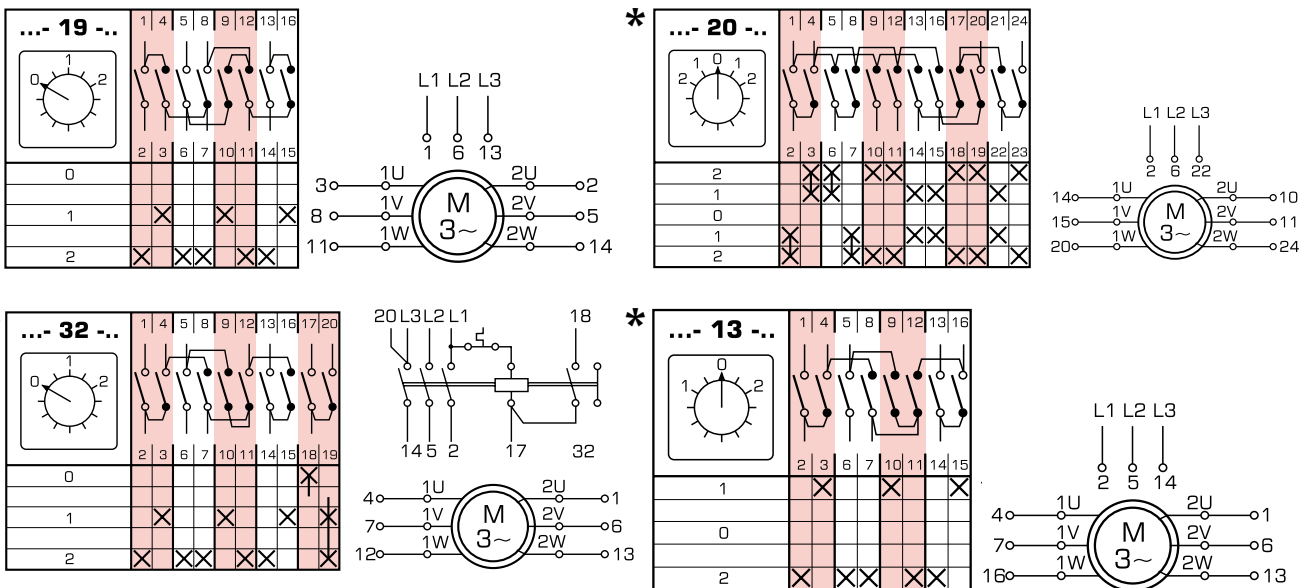 ...- 19 -..
1 4 5 8 9 12 13 16
0 1 2
2 3 6 7 10 11 14 15
0
1
2
L1 L2 L3
1 6 13
3 1U 2U 2
8 1V 2V 5
11 1W 2W 14
M
3~
*
...- 20 -..
1 4 5 8 9 12 13 16 17 20 21 24
2 1 0 1 2
2 3 6 7 10 11 14 15 18 19 22 23
2
1
0
1
2
L1 L2 L3
2 6 22
14 1U 2U 10
15 1V 2V 11
20 1W 2W 24
M
3~
...- 32 -..
1 4 5 8 9 12 13 16 17 20
0 1 2
2 3 6 7 10 11 14 15 18 19
0
1
2
20 L3 L2 L1 18
14 5 2 17 32
4 1U 2U 1
7 1V 2V 6
12 1W 2W 13
M
3~
*
...- 13 -..
1 4 5 8 9 12 13 16
1 0 2
2 3 6 7 10 11 14 15
1
0
2
L1 L2 L3
2 5 14
4 1U 2U 1
7 1V 2V 6
16 1W 2W 13
M
3~